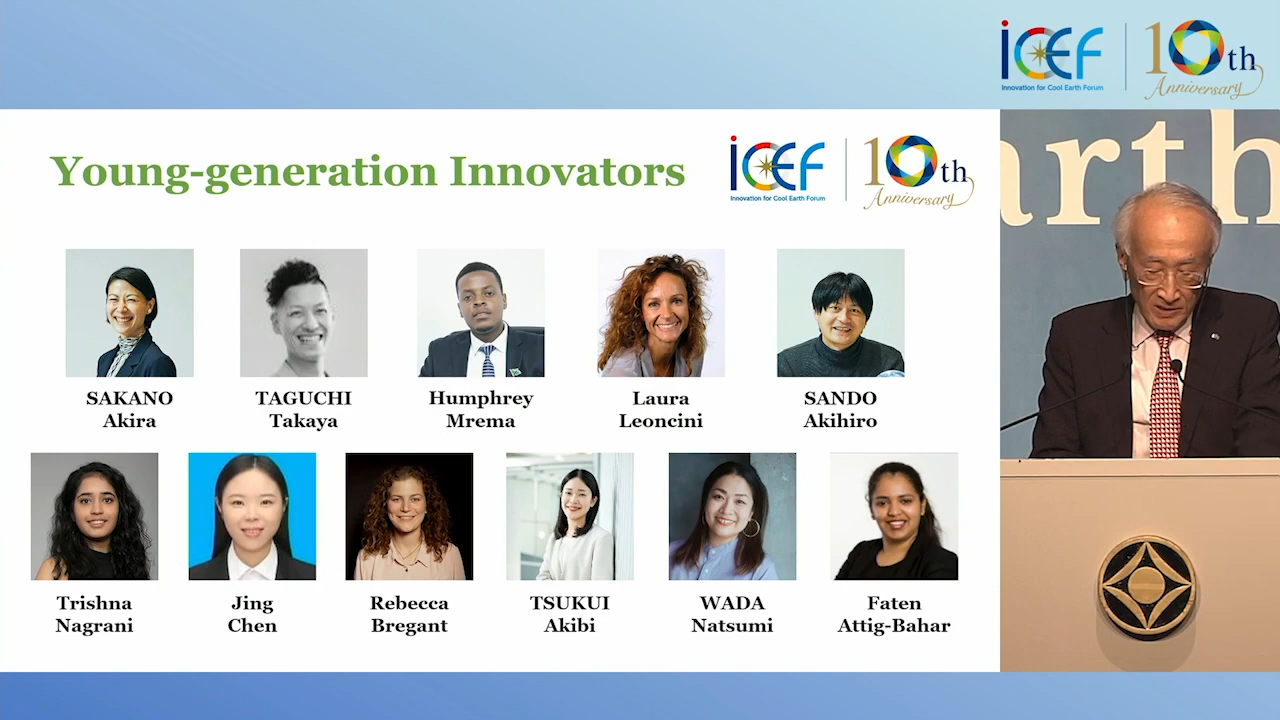 iCEF
Innovation for Cool Earth Forum
10th
Anniversary
Young-generation Innovators
iCEF
Innovation for Cool Earth Forum
10th
Anniversary
arth
SAKANO
Akira
TAGUCHI
Takaya
Humphrey
Mrema
Laura
Leoncini
SANDO
Akihiro
Trishna
Nagrani
Jing
Chen
Rebecca
Bregant
TSUKUI
Akibi
WADA
Natsumi
Faten
Attig-Bahar